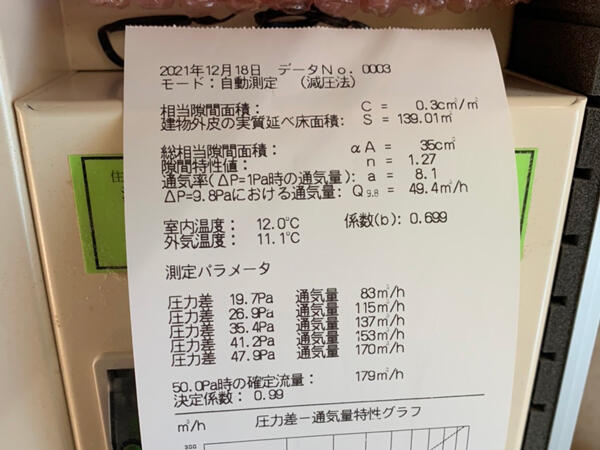 2021年12月18日 データNo. 0003
モード：自動測定 （減圧法）
相当隙間面積： C = 0.3c㎡/㎡
建物外皮の実質延べ床面積： S = 139.01㎡
総相当隙間面積： αA = 35c㎡
隙間特性値： n = 1.27
通気率(ΔP=1Pa時の通気量)： a = 8.1
ΔP=9.8Paにおける通気量： Q9.8 = 49.4㎥/h
室内温度： 12.0℃ 係数(b)： 0.699
外気温度： 11.1℃
測定パラメータ
圧力差 19.7Pa 通気量 83㎥/h
圧力差 26.9Pa 通気量 115㎥/h
圧力差 35.4Pa 通気量 137㎥/h
圧力差 41.2Pa 通気量 153㎥/h
圧力差 47.9Pa 通気量 170㎥/h
50.0Pa時の確定流量： 179㎥/h
決定係数： 0.99
㎥/h 圧力差－通気量特性グラフ
300
住